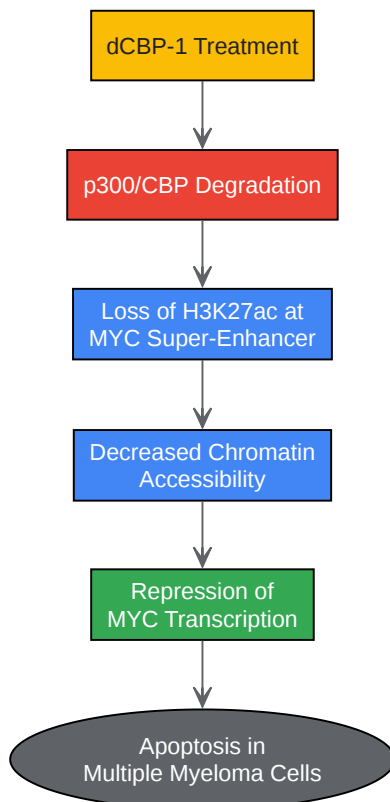 dCBP-1 Treatment
p300/CBP Degradation
Loss of H3K27ac at
MYC Super-Enhancer
Decreased Chromatin
Accessibility
Repression of
MYC Transcription
Apoptosis in
Multiple Myeloma Cells